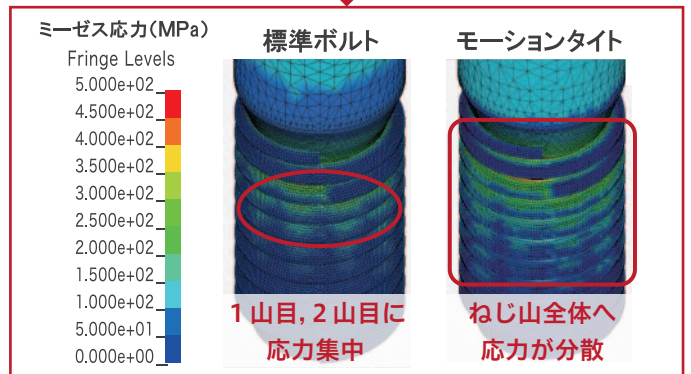 ミーゼス応力(MPa)
Fringe Levels
5.000e+02
4.500e+02
4.000e+02
3.500e+02
3.000e+02
2.500e+02
2.000e+02
1.500e+02
1.000e+02
5.000e+01
0.000e+00
標準ボルト
1山目,2山目に
応力集中
モーションタイト
ねじ山全体へ
応力が分散